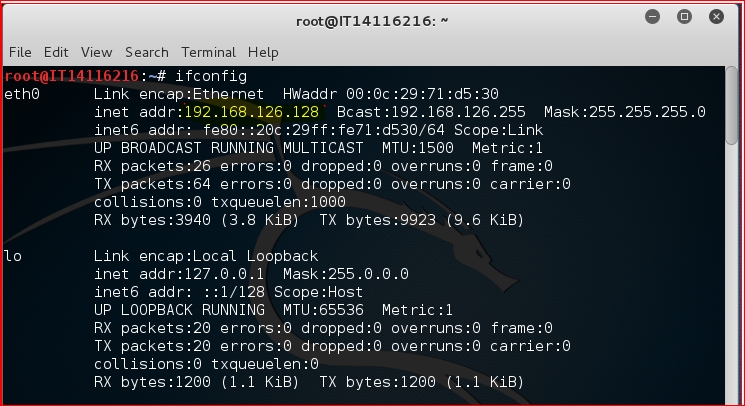 root@IT14116216: ~
File Edit View Search Terminal Help
root@IT14116216:~# ifconfig
eth0      Link encap:Ethernet  HWaddr 00:0c:29:71:d5:30
          inet addr:192.168.126.128  Bcast:192.168.126.255  Mask:255.255.255.0
          inet6 addr: fe80::20c:29ff:fe71:d530/64 Scope:Link
          UP BROADCAST RUNNING MULTICAST  MTU:1500  Metric:1
          RX packets:26 errors:0 dropped:0 overruns:0 frame:0
          TX packets:64 errors:0 dropped:0 overruns:0 carrier:0
          collisions:0 txqueuelen:1000
          RX bytes:3940 (3.8 KiB)  TX bytes:9923 (9.6 KiB)

lo        Link encap:Local Loopback
          inet addr:127.0.0.1  Mask:255.0.0.0
          inet6 addr: ::1/128 Scope:Host
          UP LOOPBACK RUNNING  MTU:65536  Metric:1
          RX packets:20 errors:0 dropped:0 overruns:0 frame:0
          TX packets:20 errors:0 dropped:0 overruns:0 carrier:0
          collisions:0 txqueuelen:0
          RX bytes:1200 (1.1 KiB)  TX bytes:1200 (1.1 KiB)